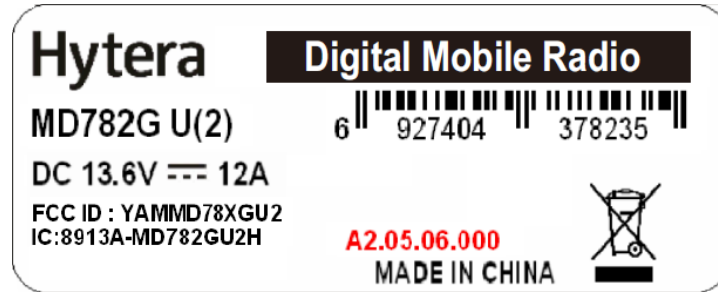 Hytera Digital Mobile Radio
MD782G U(2)
6 927404 378235
DC 13.6V ⎓ 12A
FCC ID : YAMMD78XGU2
IC:8913A-MD782GU2H
A2.05.06.000
MADE IN CHINA